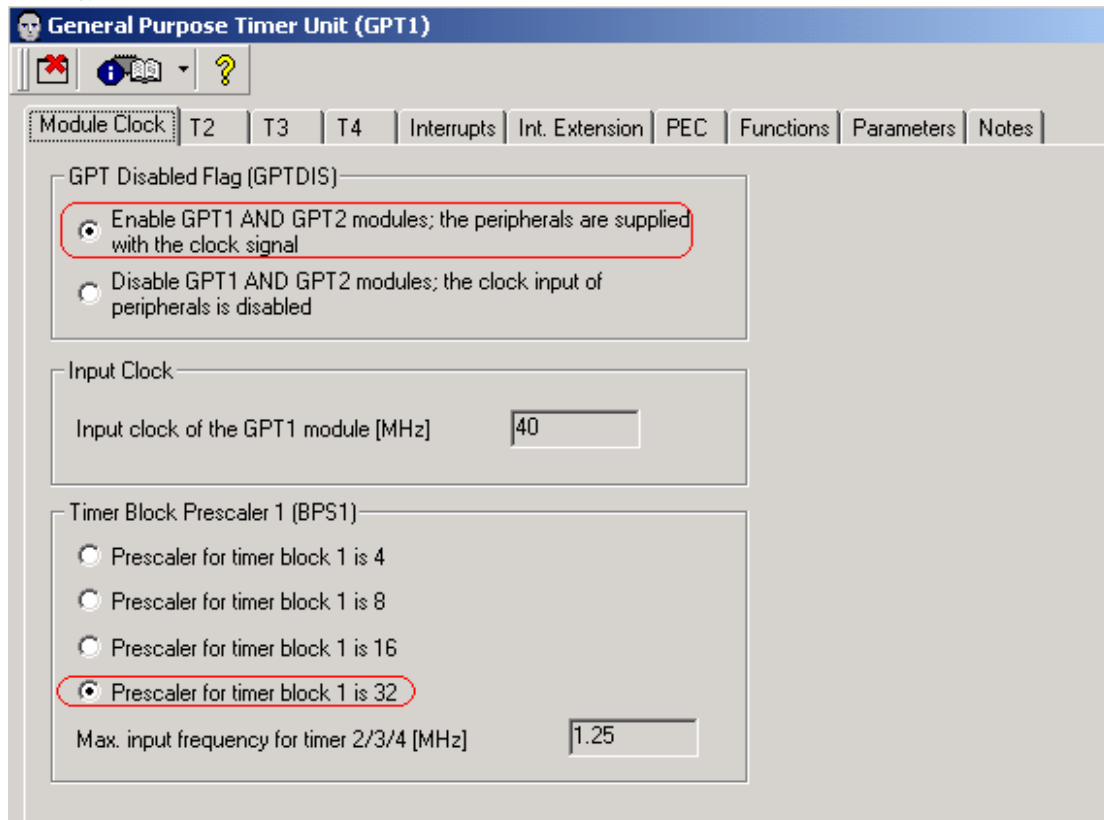 General Purpose Timer Unit (GPT1)
Module Clock T2 T3 T4 Interrupts Int. Extension PEC Functions Parameters Notes
GPT Disabled Flag (GPTDIS)
Enable GPT1 AND GPT2 modules; the peripherals are supplied
with the clock signal
Disable GPT1 AND GPT2 modules; the clock input of
peripherals is disabled
Input Clock
Input clock of the GPT1 module [MHz] 40
Timer Block Prescaler 1 (BPS1)
Prescaler for timer block 1 is 4
Prescaler for timer block 1 is 8
Prescaler for timer block 1 is 16
Prescaler for timer block 1 is 32
Max. input frequency for timer 2/3/4 [MHz] 1.25